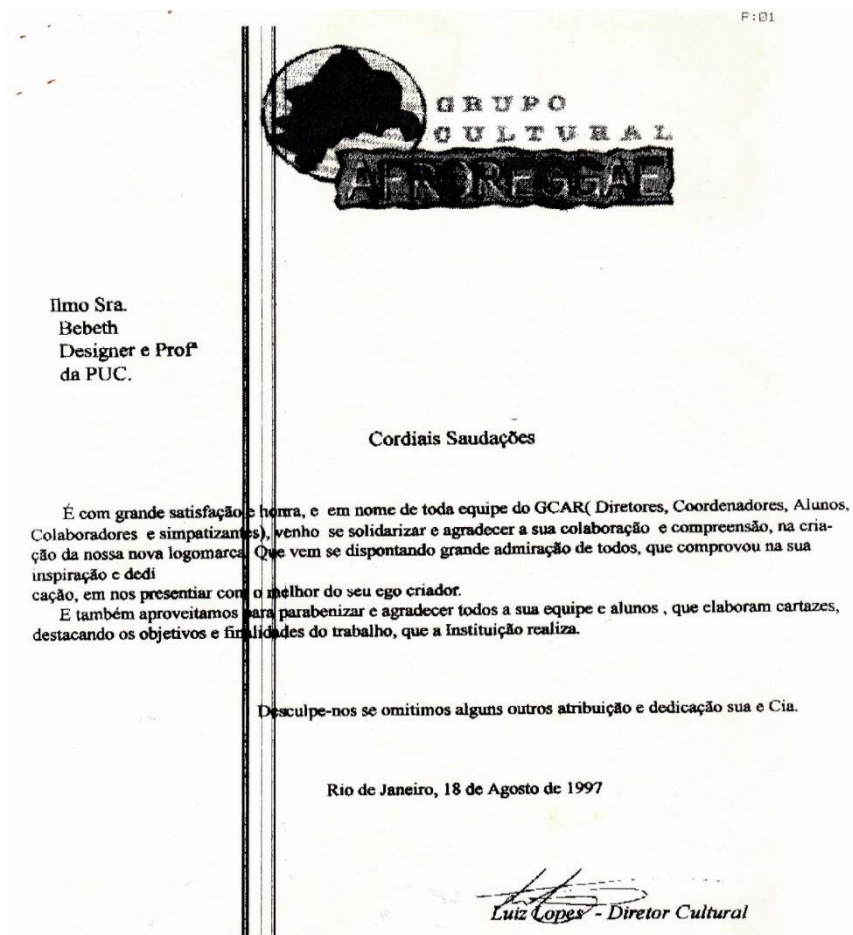 F:01
GRUPO
CULTURAL
AFROREGGAE
Ilmo Sra.
Bebeth
Designer e Profª
da PUC.
Cordiais Saudações
É com grande satisfação e honra, e em nome de toda equipe do GCAR( Diretores, Coordenadores, Alunos,
Colaboradores e simpatizantes), venho se solidarizar e agradecer a sua colaboração e compreensão, na cria-
ção da nossa nova logomarca. Que vem se dispontando grande admiração de todos, que comprovou na sua
inspiração e dedi
cação, em nos presentiar com o melhor do seu ego criador.
E também aproveitamos para parabenizar e agradecer todos a sua equipe e alunos , que elaboram cartazes,
destacando os objetivos e finalidades do trabalho, que a Instituição realiza.
Desculpe-nos se omitimos alguns outros atribuição e dedicação sua e Cia.
Rio de Janeiro, 18 de Agosto de 1997
Luiz Lopes - Diretor Cultural